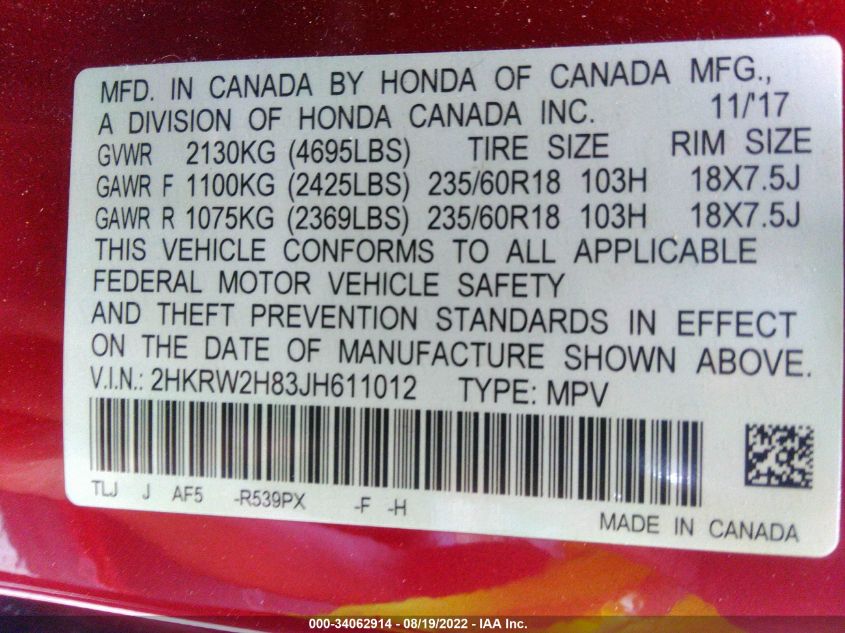 MFD. IN CANADA BY HONDA OF CANADA MFG.,
A DIVISION OF HONDA CANADA INC. 11/'17
GVWR 2130KG (4695LBS) TIRE SIZE RIM SIZE
GAWR F 1100KG (2425LBS) 235/60R18 103H 18X7.5J
GAWR R 1075KG (2369LBS) 235/60R18 103H 18X7.5J
THIS VEHICLE CONFORMS TO ALL APPLICABLE
FEDERAL MOTOR VEHICLE SAFETY
AND THEFT PREVENTION STANDARDS IN EFFECT
ON THE DATE OF MANUFACTURE SHOWN ABOVE.
V.I.N.: 2HKRW2H83JH611012 TYPE: MPV
TLJ J AF5 -R539PX -F -H
MADE IN CANADA
000-34062914 - 08/19/2022 - IAA Inc.